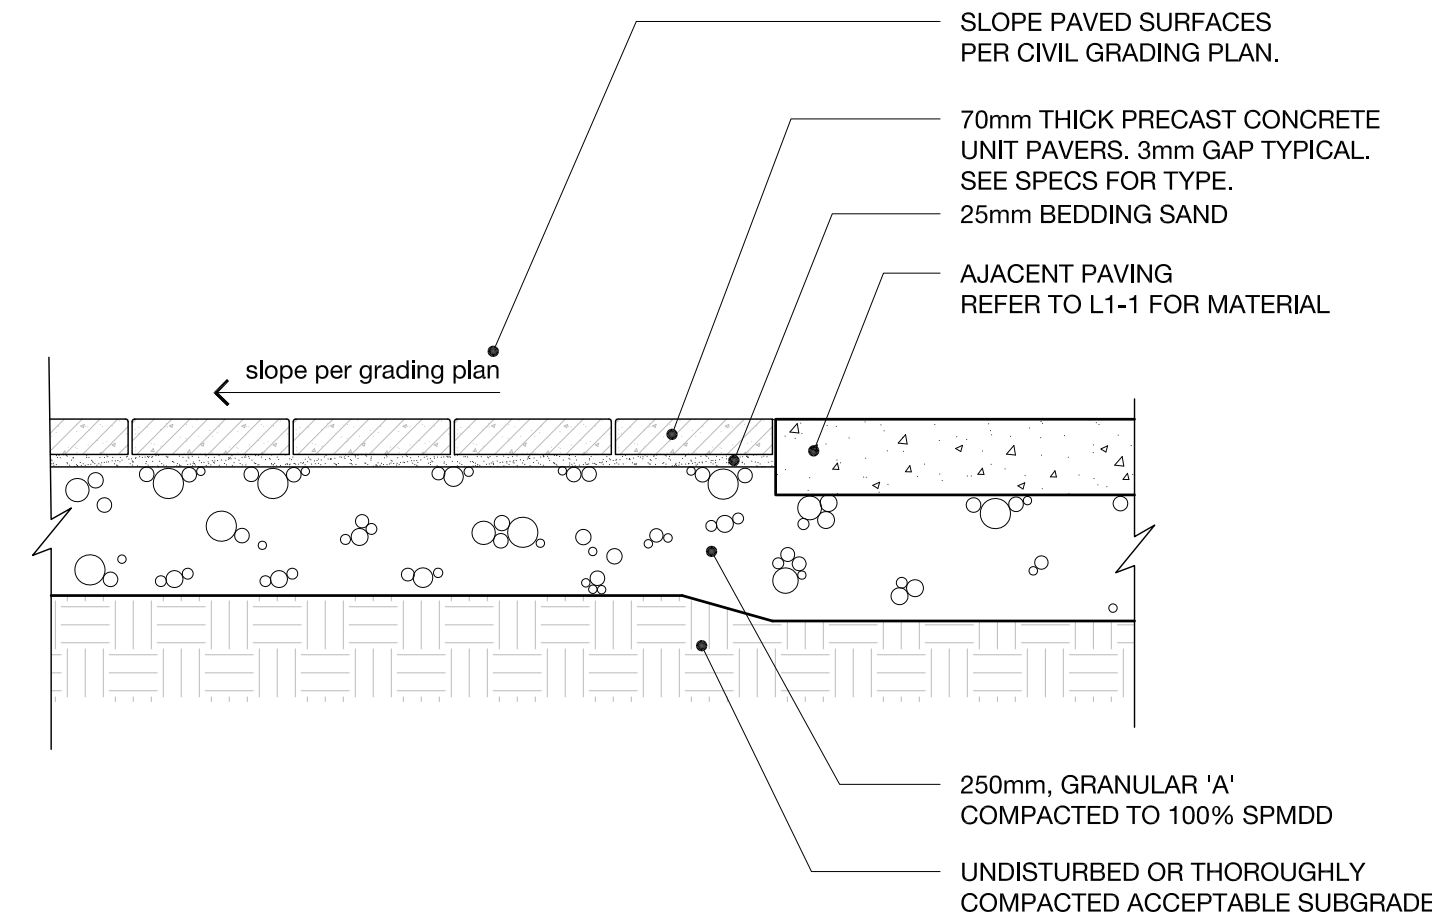 SLOPE PAVED SURFACES
PER CIVIL GRADING PLAN.
70mm THICK PRECAST CONCRETE
UNIT PAVERS. 3mm GAP TYPICAL.
SEE SPECS FOR TYPE.
25mm BEDDING SAND
AJACENT PAVING
REFER TO L1-1 FOR MATERIAL
slope per grading plan
250mm, GRANULAR 'A'
COMPACTED TO 100% SPMDD
UNDISTURBED OR THOROUGHLY
COMPACTED ACCEPTABLE SUBGRADE